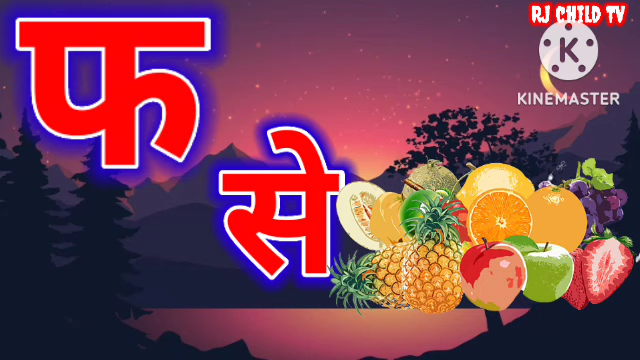 RJ CHILD TV
K
KINEMASTER
फ
से